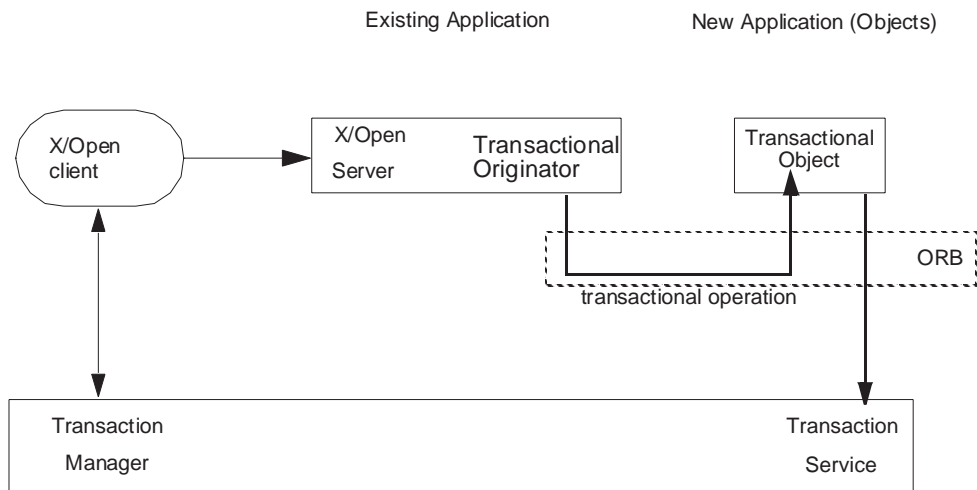 Existing Application
New Application (Objects)
X/Open
client
X/Open
Server
Transactional
Originator
Transactional
Object
ORB
transactional operation
Transaction
Manager
Transaction
Service